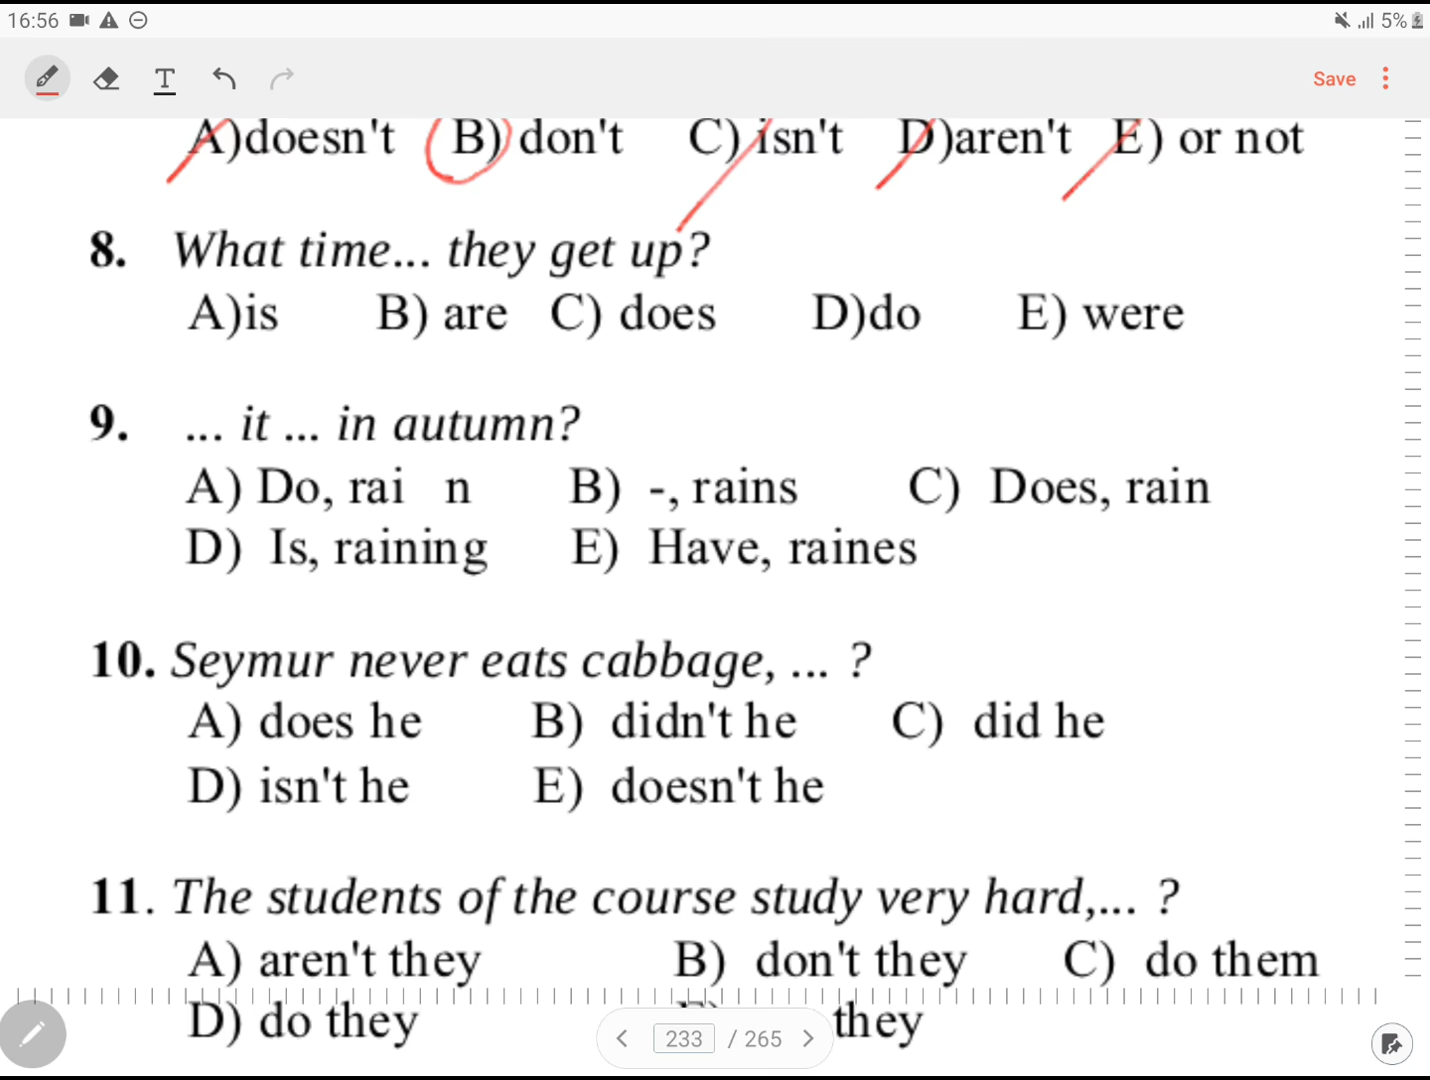 16:56
5%
Save
A)doesn't B) don't C) isn't D)aren't E) or not
8. What time... they get up?
A)is B) are C) does D)do E) were
9. ... it ... in autumn?
A) Do, rai n B) -, rains C) Does, rain
D) Is, raining E) Have, raines
10. Seymur never eats cabbage, ... ?
A) does he B) didn't he C) did he
D) isn't he E) doesn't he
11. The students of the course study very hard,... ?
A) aren't they B) don't they C) do them
D) do they they
233 / 265